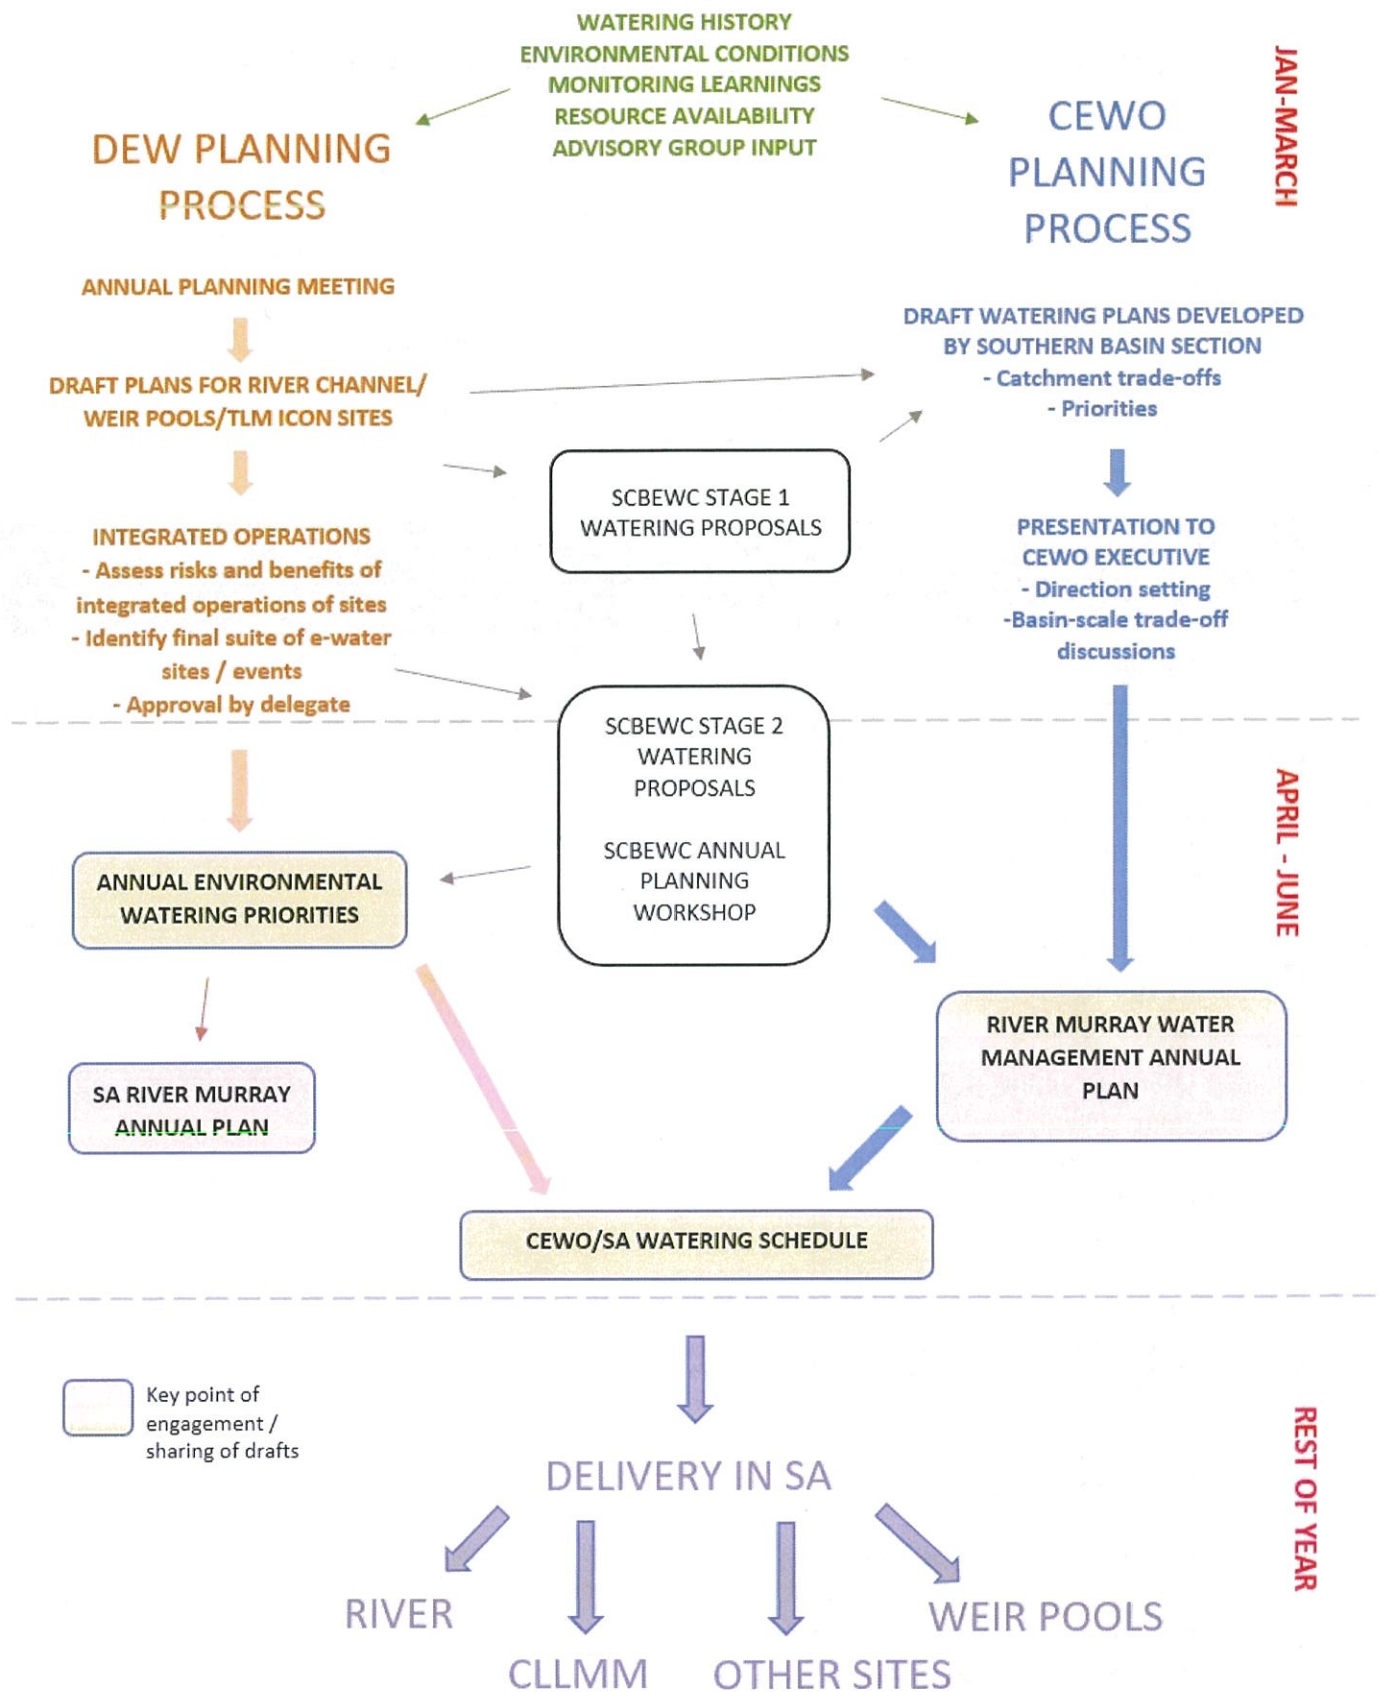 WATERING HISTORY
ENVIRONMENTAL CONDITIONS
MONITORING LEARNINGS
RESOURCE AVAILABILITY
ADVISORY GROUP INPUT
JAN-MARCH
DEW PLANNING
PROCESS
CEWO
PLANNING
PROCESS
ANNUAL PLANNING MEETING
DRAFT PLANS FOR RIVER CHANNEL/
WEIR POOLS/TLM ICON SITES
DRAFT WATERING PLANS DEVELOPED
BY SOUTHERN BASIN SECTION
- Catchment trade-offs
- Priorities
SCBEWC STAGE 1
WATERING PROPOSALS
INTEGRATED OPERATIONS
- Assess risks and benefits of
integrated operations of sites
- Identify final suite of e-water
sites / events
- Approval by delegate
PRESENTATION TO
CEWO EXECUTIVE
- Direction setting
-Basin-scale trade-off
discussions
SCBEWC STAGE 2
WATERING
PROPOSALS
SCBEWC ANNUAL
PLANNING
WORKSHOP
APRIL - JUNE
ANNUAL ENVIRONMENTAL
WATERING PRIORITIES
SA RIVER MURRAY
ANNUAL PLAN
RIVER MURRAY WATER
MANAGEMENT ANNUAL
PLAN
CEWO/SA WATERING SCHEDULE
Key point of
engagement /
sharing of drafts
REST OF YEAR
DELIVERY IN SA
RIVER
CLLMM
OTHER SITES
WEIR POOLS